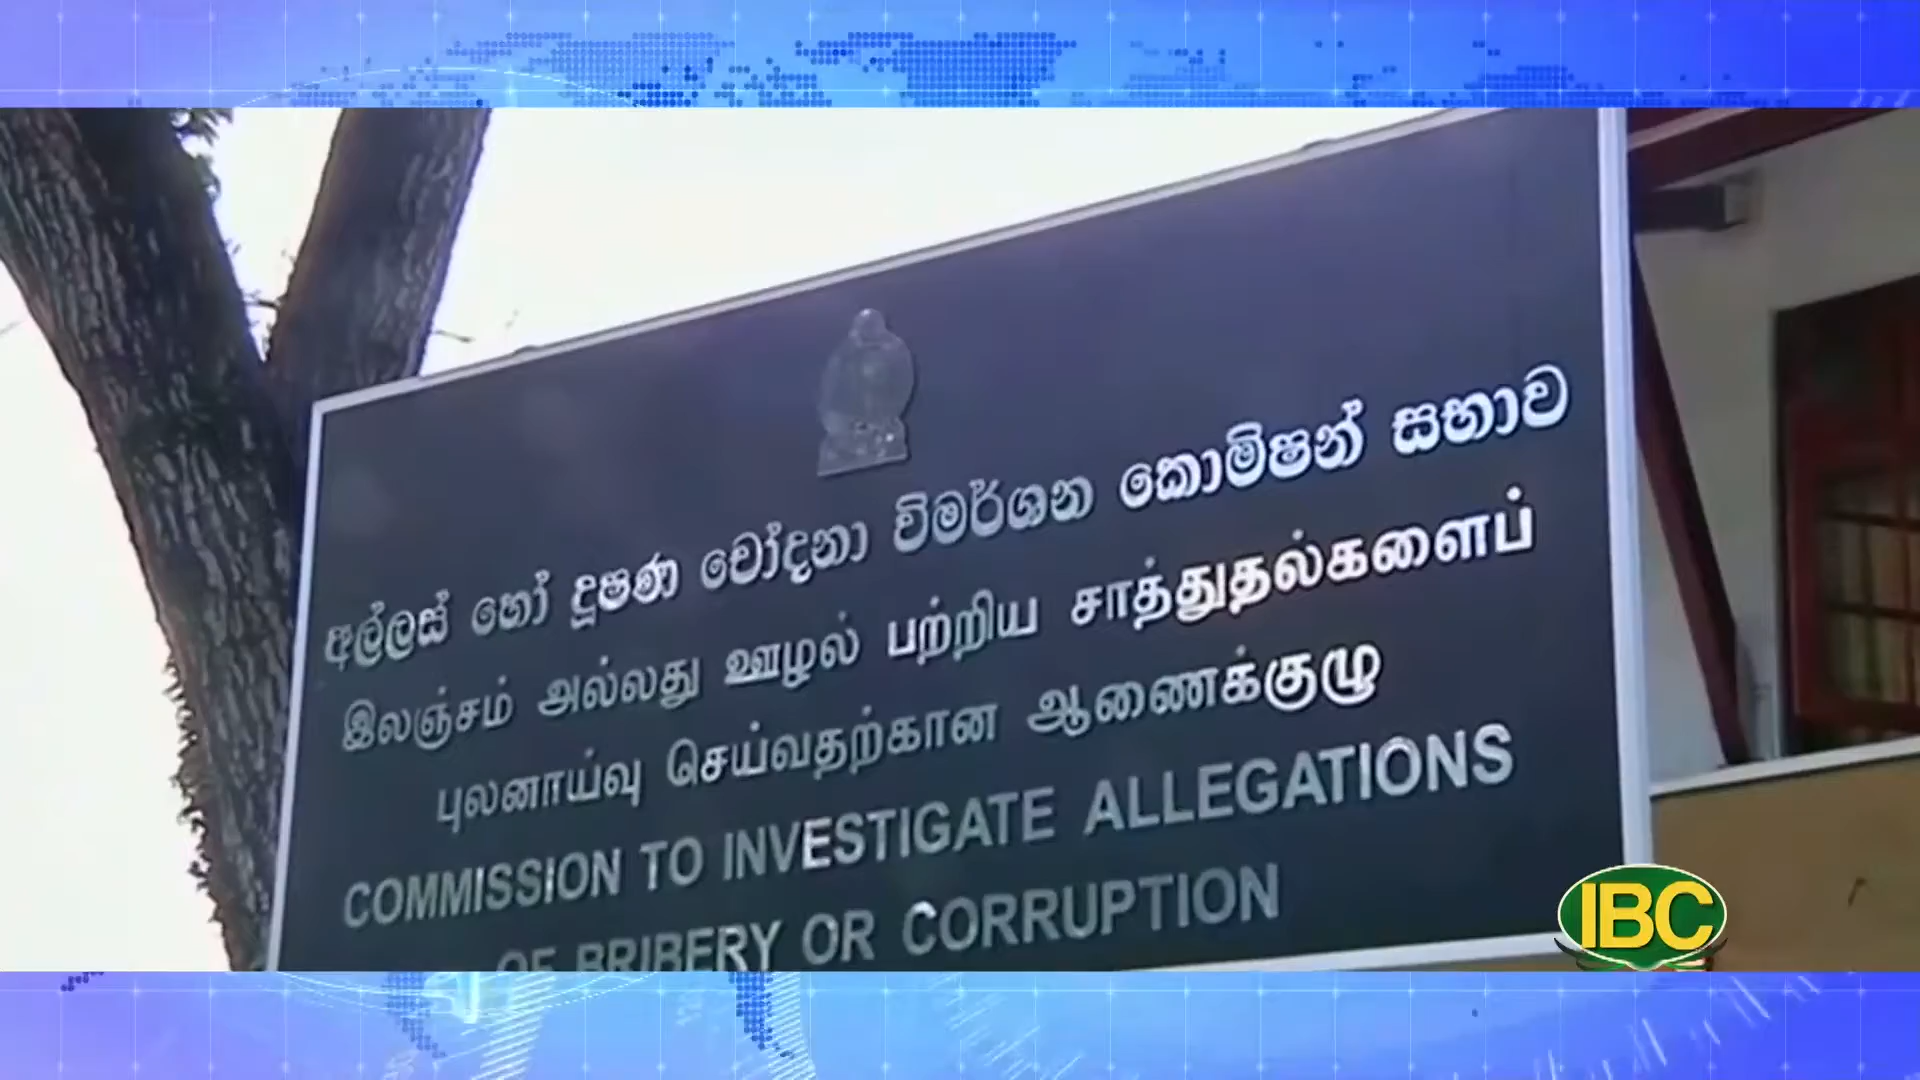 අල්ලස් හෝ දූෂණ චෝදනා විමර්ශන කොමිෂන් සභාව
இலஞ்சம் அல்லது ஊழல் பற்றிய சாத்துதல்களைப்
புலனாய்வு செய்வதற்கான ஆணைக்குழு
COMMISSION TO INVESTIGATE ALLEGATIONS
OF BRIBERY OR CORRUPTION
IBC